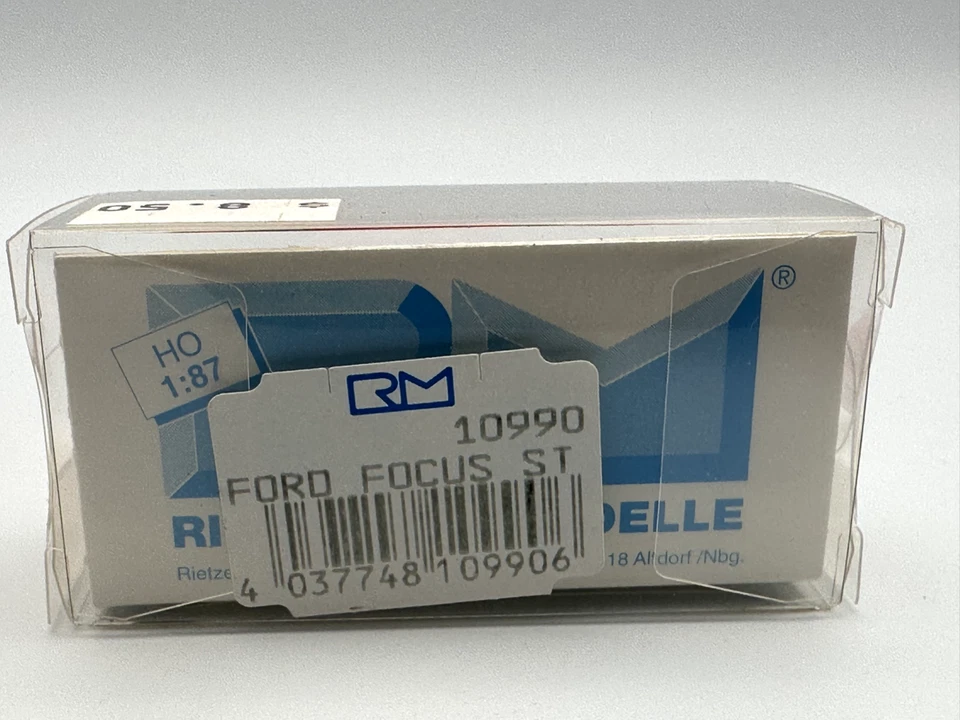 8.50
®
HO
1:87
RM
10990
FORD FOCUS ST
RI DELLE
Rietze 18 Altdorf /Nbg.
4 037748 109906